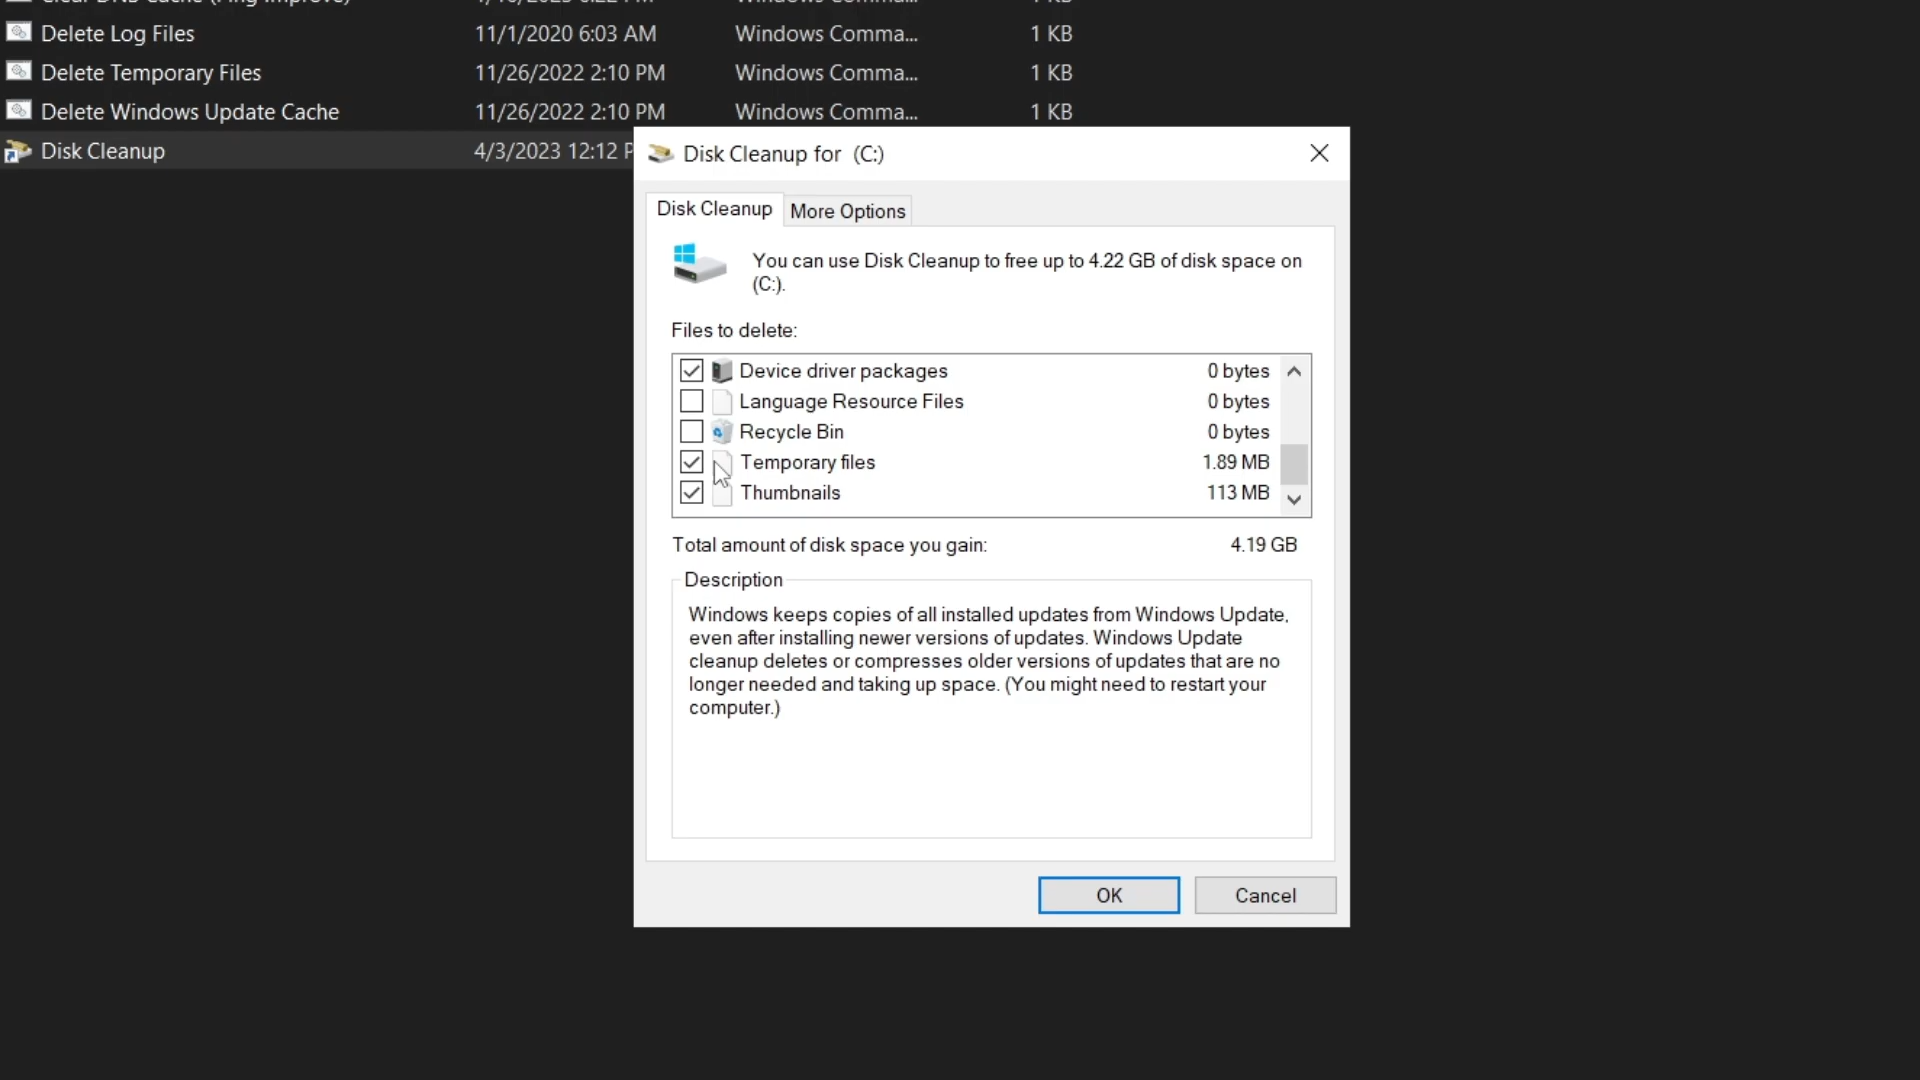 Delete Log Files 11/1/2020 6:03 AM Windows Comma... 1 KB
Delete Temporary Files 11/26/2022 2:10 PM Windows Comma... 1 KB
Delete Windows Update Cache 11/26/2022 2:10 PM Windows Comma... 1 KB
Disk Cleanup 4/3/2023 12:12
Disk Cleanup for (C:)
Disk Cleanup More Options
You can use Disk Cleanup to free up to 4.22 GB of disk space on
(C:).
Files to delete:
Device driver packages 0 bytes
Language Resource Files 0 bytes
Recycle Bin 0 bytes
Temporary files 1.89 MB
Thumbnails 113 MB
Total amount of disk space you gain: 4.19 GB
Description
Windows keeps copies of all installed updates from Windows Update,
even after installing newer versions of updates. Windows Update
cleanup deletes or compresses older versions of updates that are no
longer needed and taking up space. (You might need to restart your
computer.)
OK Cancel